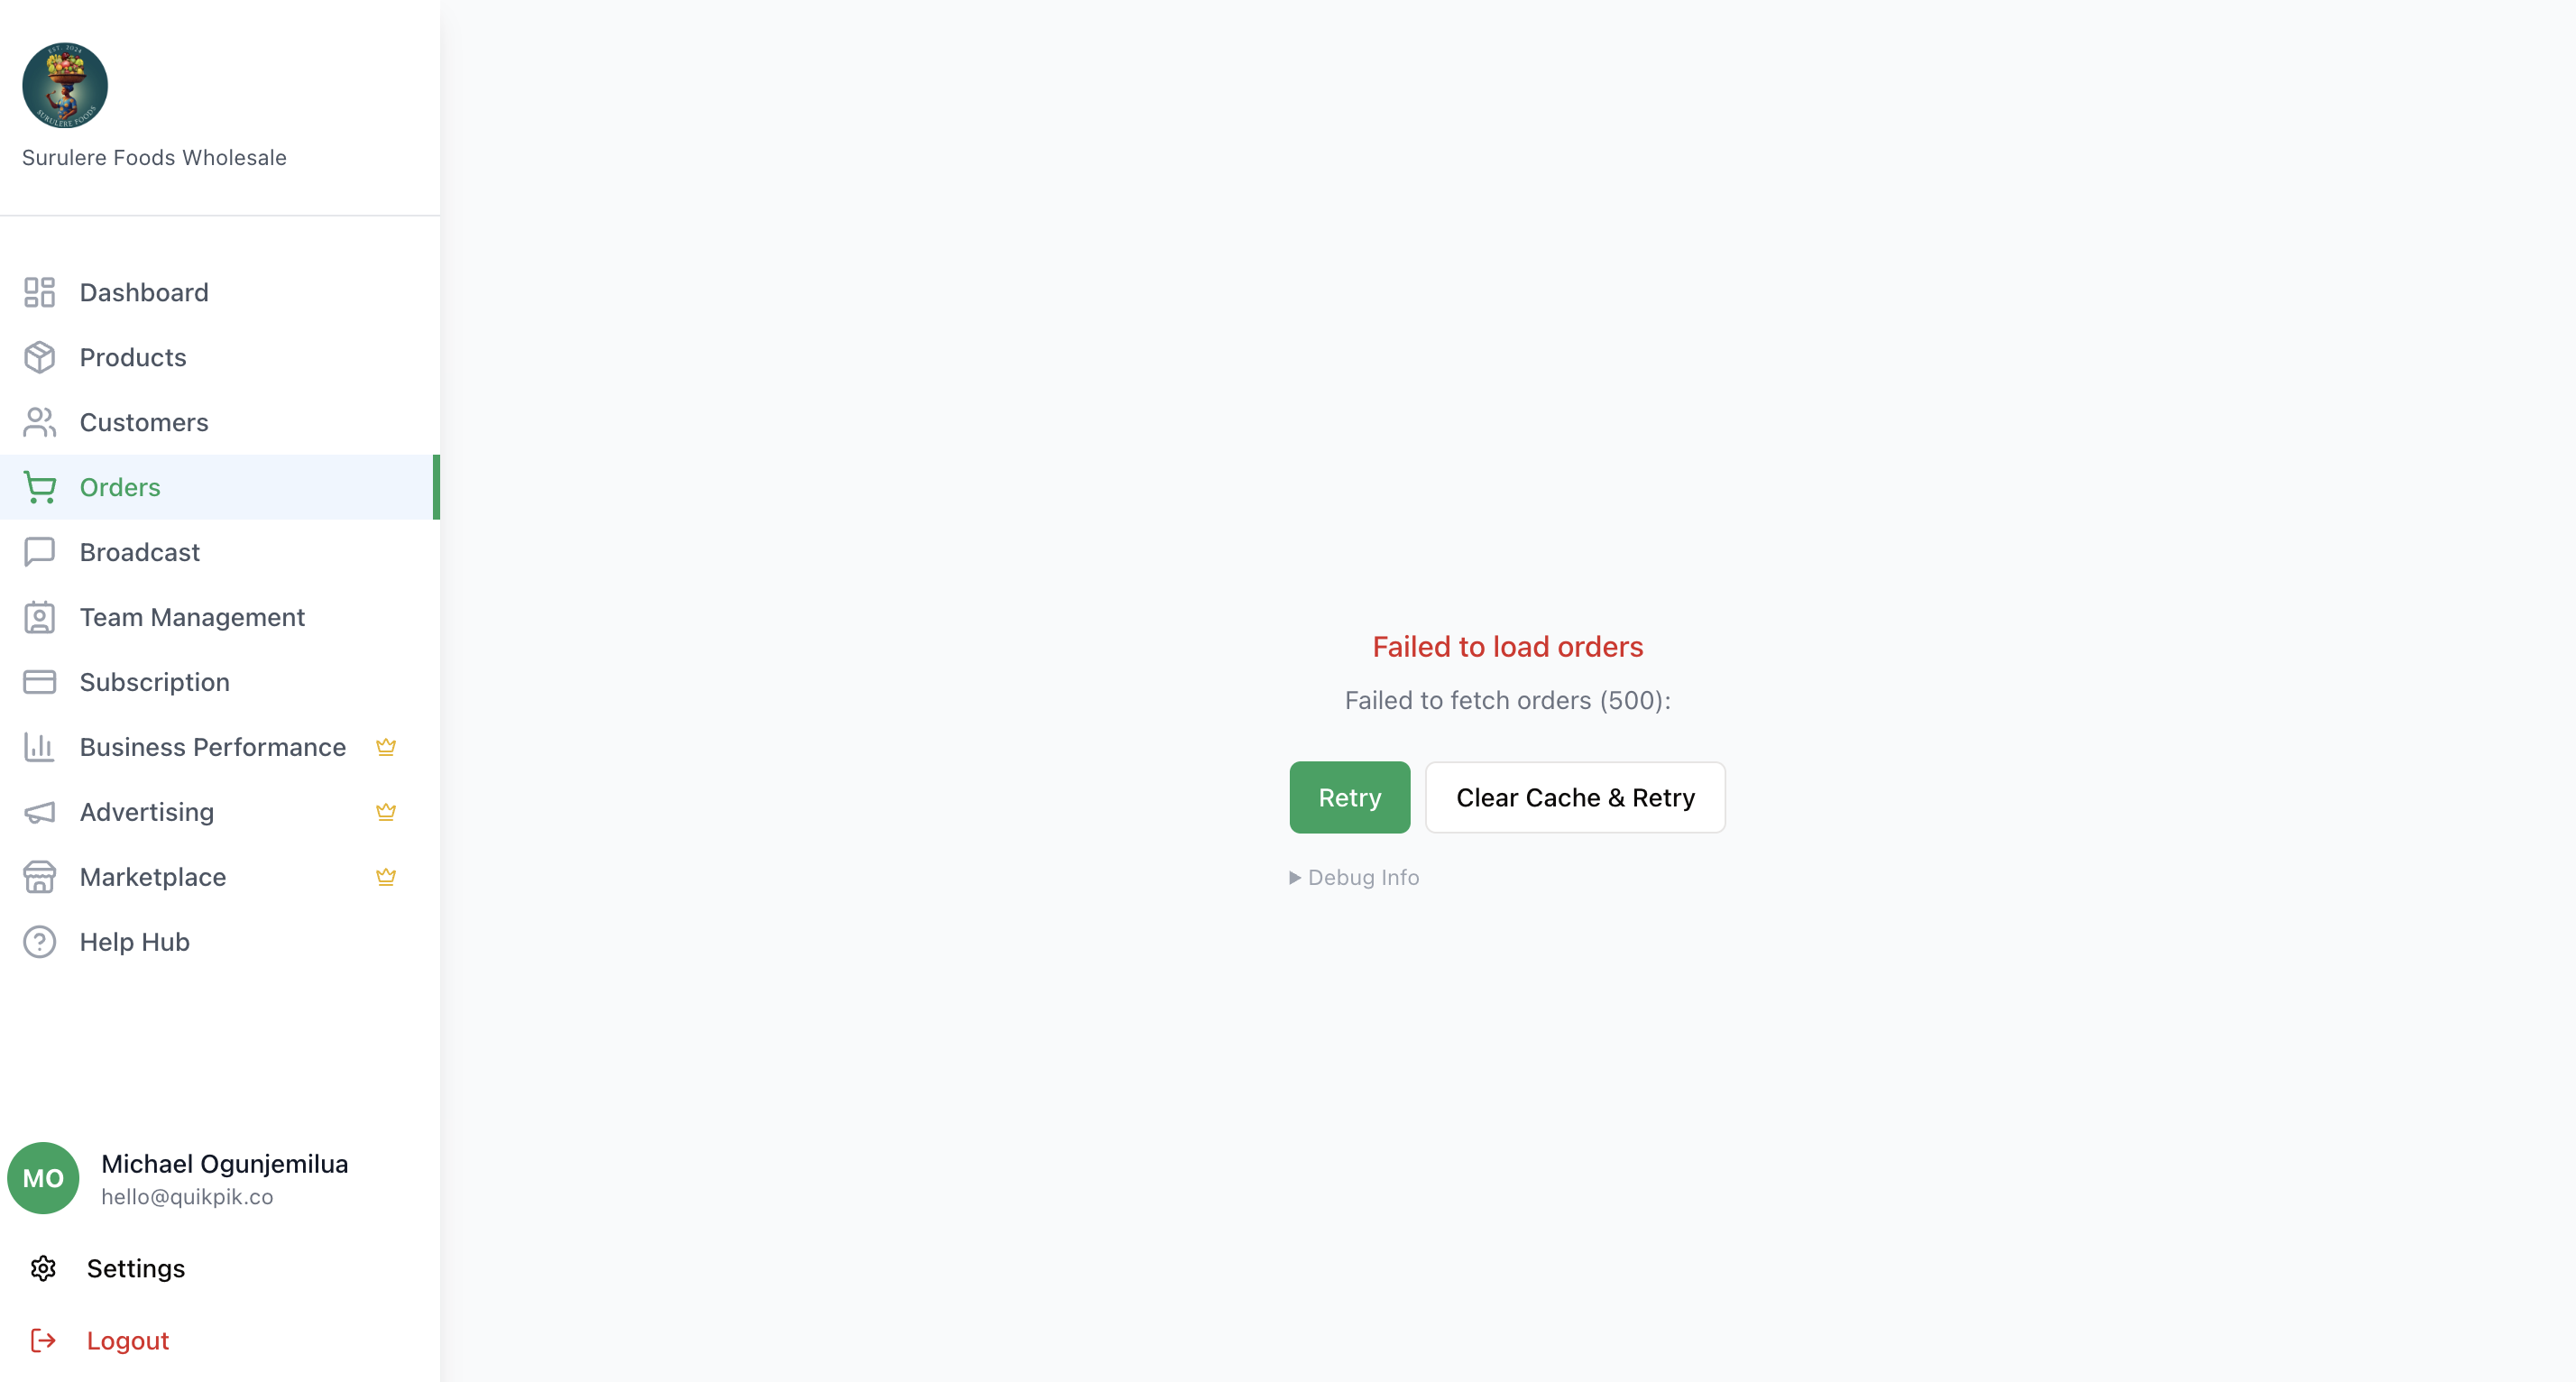 EST. 2024
SURULERE FOODS
Surulere Foods Wholesale
Dashboard
Products
Customers
Orders
Broadcast
Team Management
Subscription
Business Performance
Advertising
Marketplace
Help Hub
MO
Michael Ogunjemilua
hello@quikpik.co
Settings
Logout
Failed to load orders
Failed to fetch orders (500):
Retry
Clear Cache & Retry
Debug Info